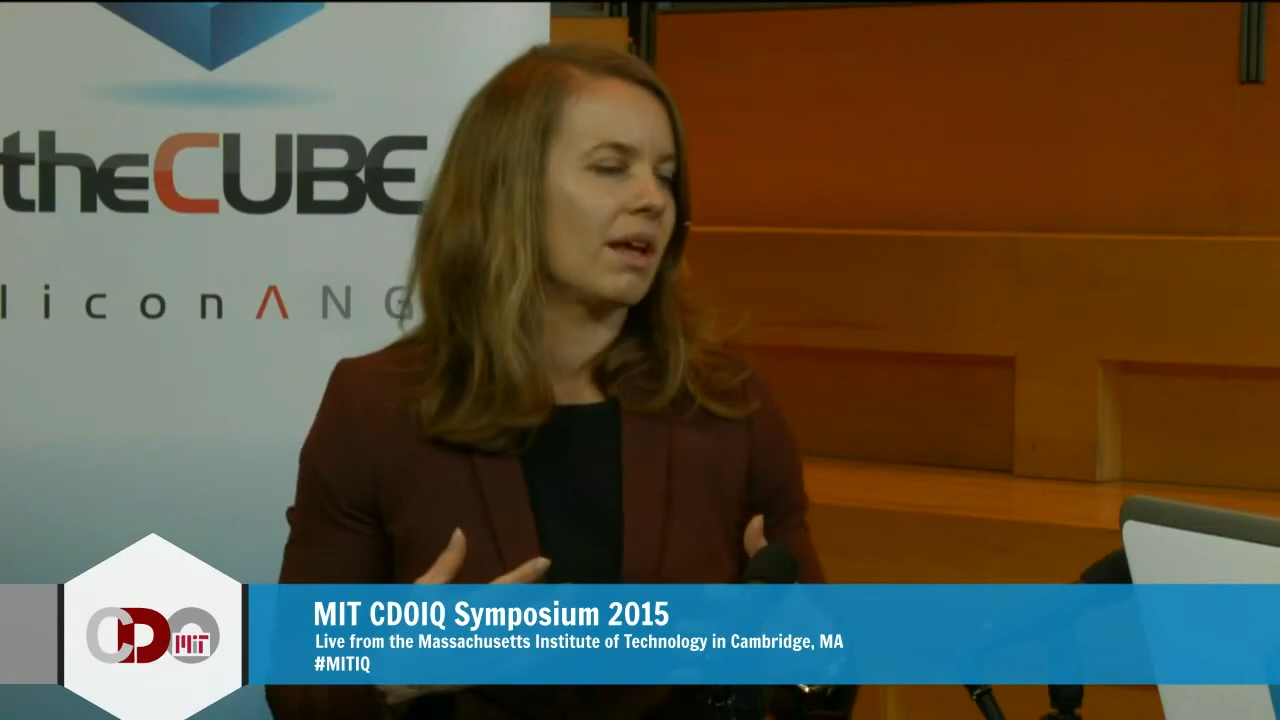 theCUBE
liconANG
MIT CDOIQ Symposium 2015
Live from the Massachusetts Institute of Technology in Cambridge, MA
#MITIQ
CDO
MIT